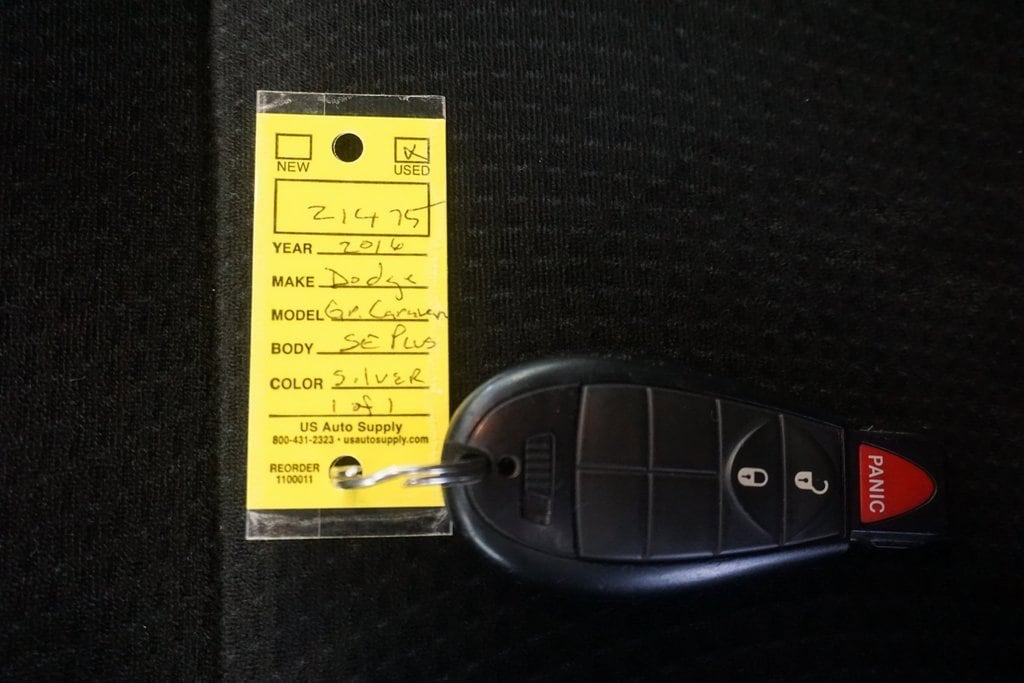 NEW USED
21475
YEAR 2016
MAKE Dodge
MODEL Gr. Caravan
BODY SE Plus
COLOR SILVER
1 of 1
US Auto Supply
800-431-2323 • usautosupply.com
REORDER
1100011
PANIC